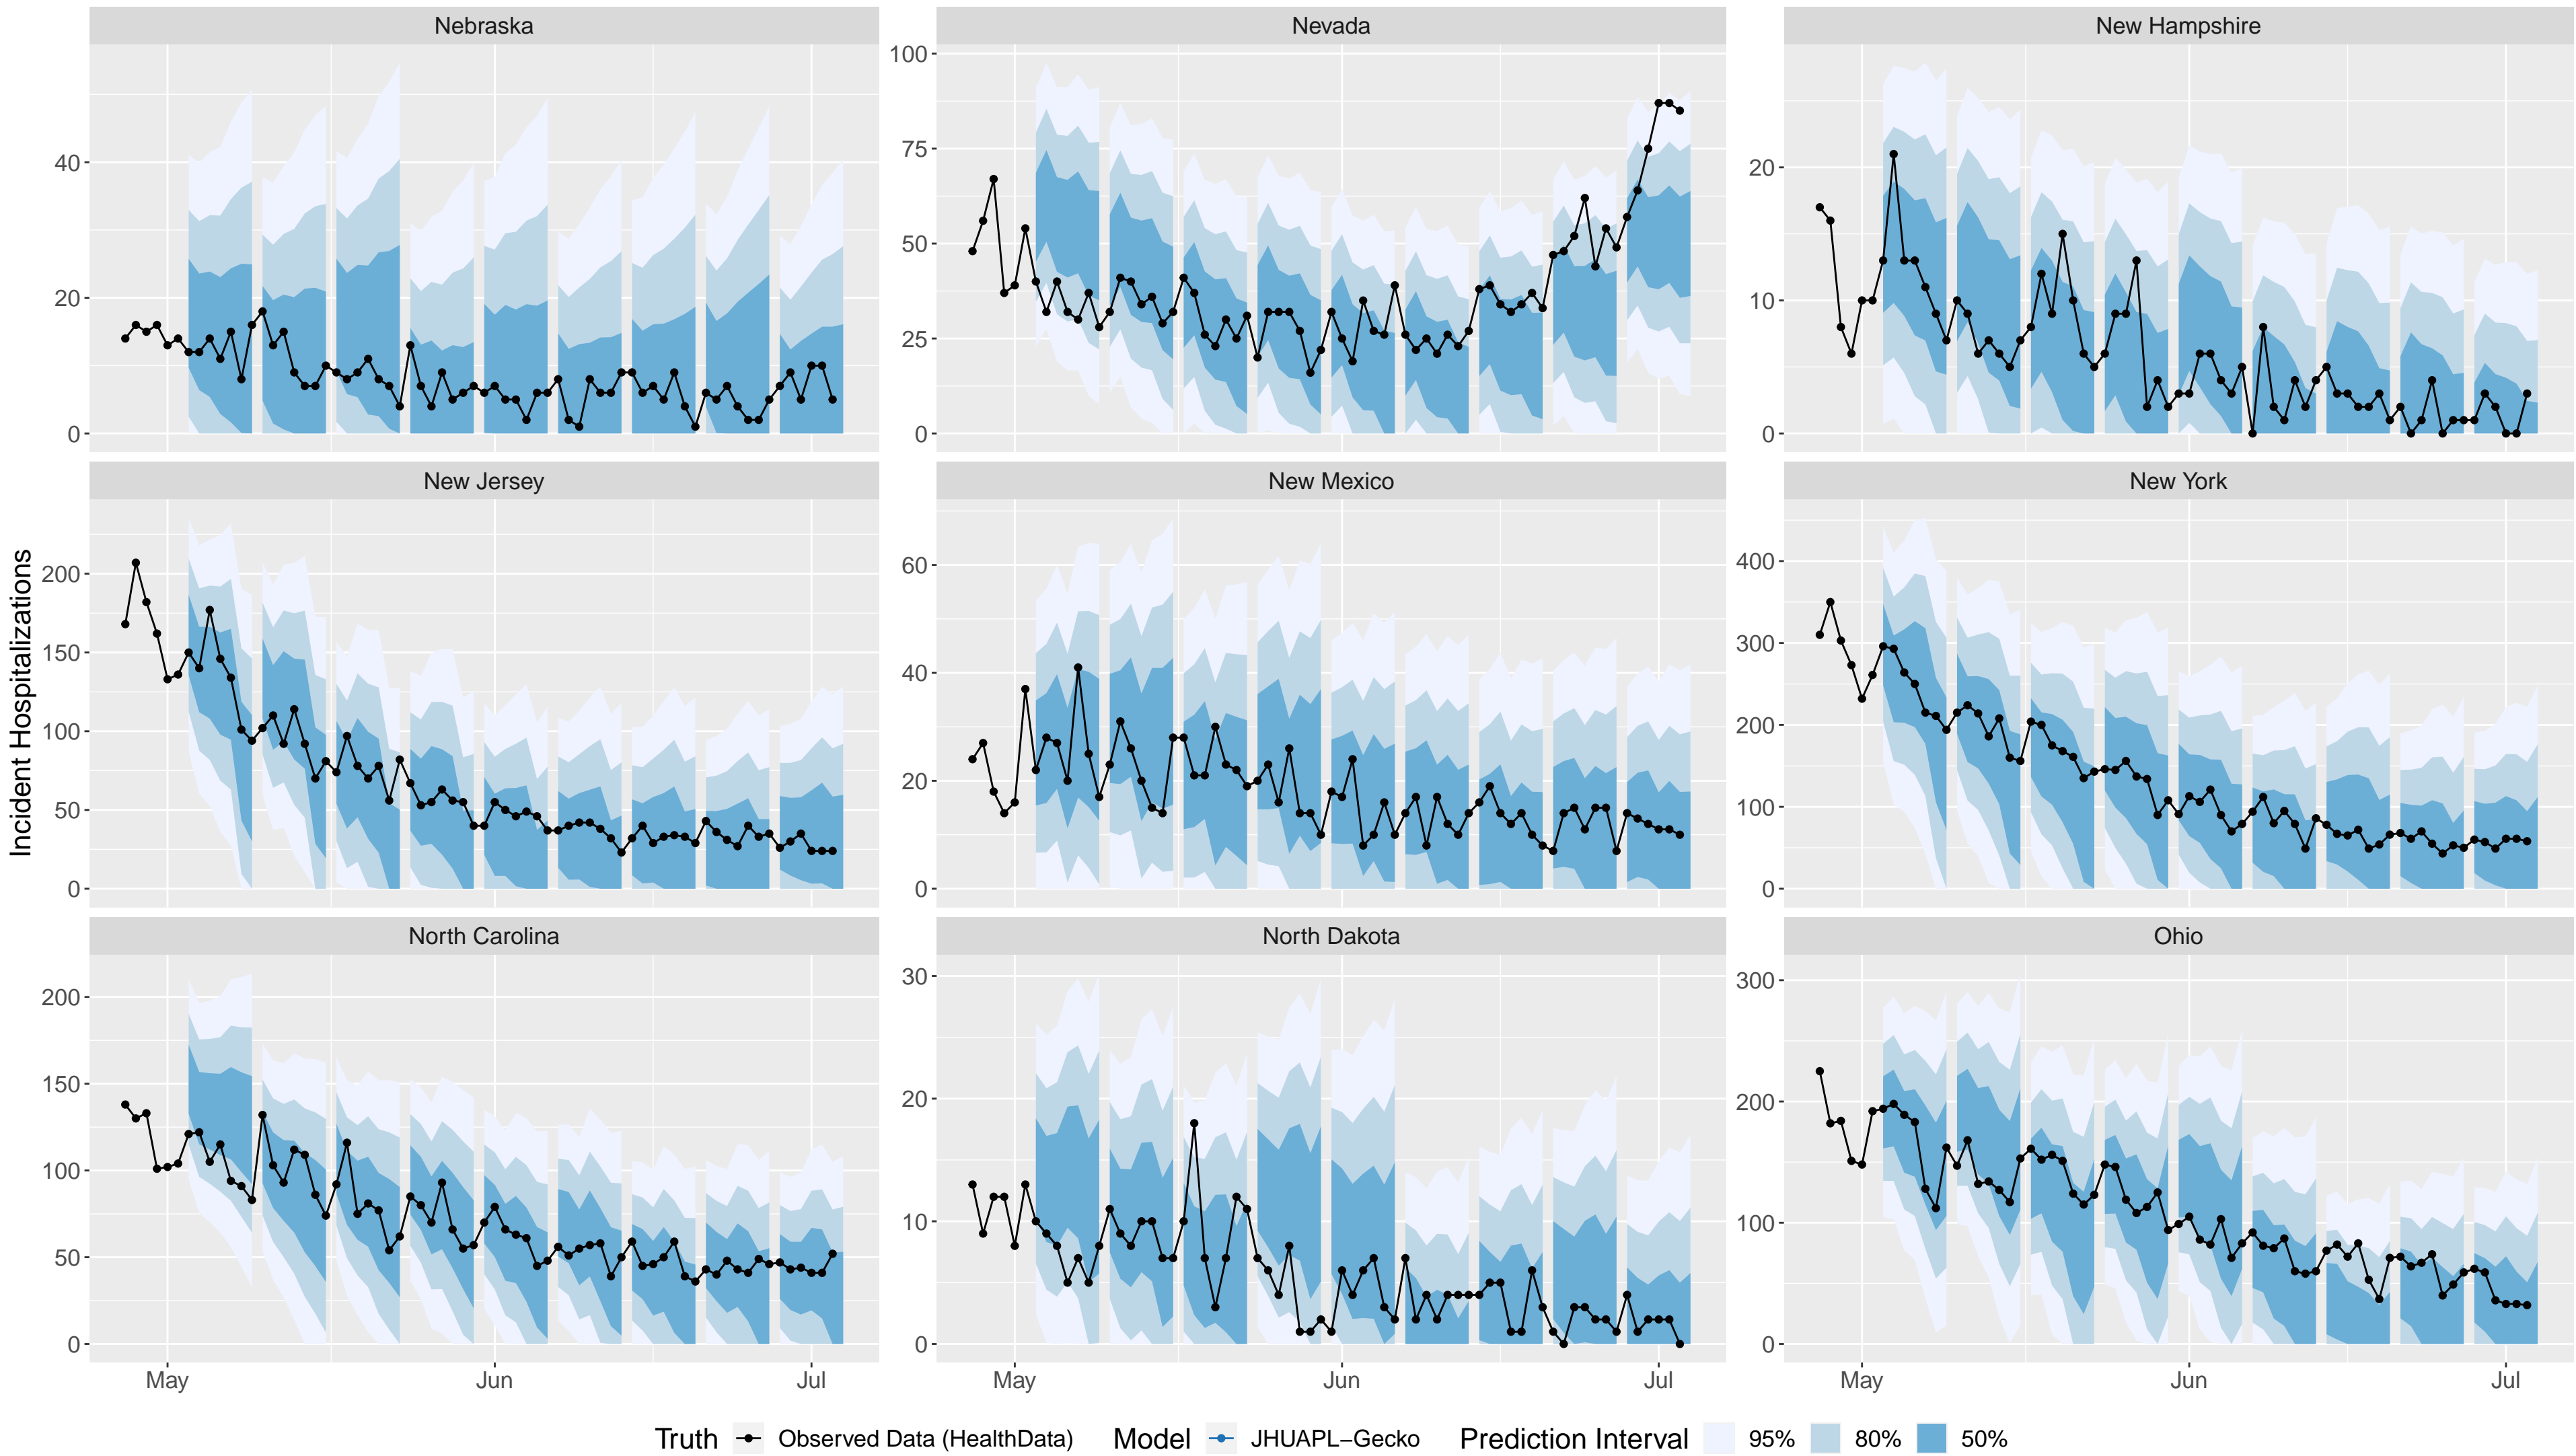 Nebraska
Nevada
New Hampshire
40
20
0
100
75
50
25
0
20
10
0
New Jersey
New Mexico
New York
Incident Hospitalizations
200
150
100
50
0
60
40
20
0
400
300
200
100
0
North Carolina
North Dakota
Ohio
200
150
100
50
0
30
20
10
0
300
200
100
0
May Jun Jul
May Jun Jul
May Jun Jul
Truth Observed Data (HealthData) Model JHUAPL−Gecko Prediction Interval 95% 80% 50%